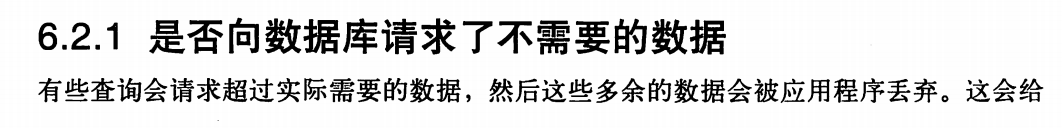 6.2.1 是否向数据库请求了不需要的数据
有些查询会请求超过实际需要的数据，然后这些多余的数据会被应用程序丢弃。这会给